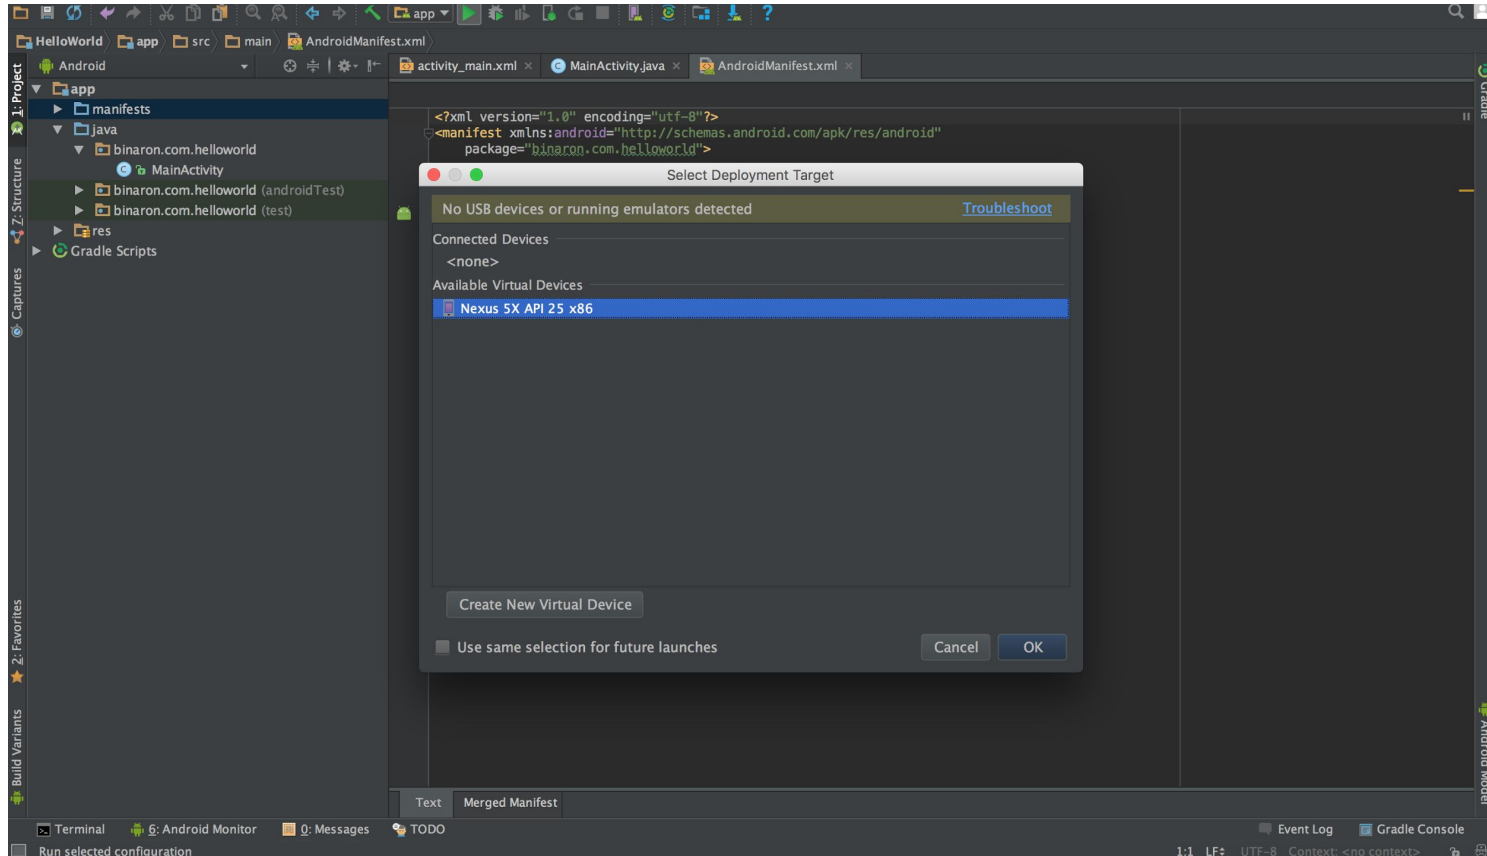 app
HelloWorld app src main AndroidManifest.xml
Android
activity_main.xml MainActivity.java AndroidManifest.xml
1: Project
Z: Structure
Captures
2: Favorites
Build Variants
app
manifests
java
binaron.com.helloworld
MainActivity
binaron.com.helloworld (androidTest)
binaron.com.helloworld (test)
res
Gradle Scripts
<?xml version="1.0" encoding="utf-8"?>
<manifest xmlns:android="http://schemas.android.com/apk/res/android"
package="binaron.com.helloworld">
Select Deployment Target
No USB devices or running emulators detected Troubleshoot
Connected Devices
<none>
Available Virtual Devices
Nexus 5X API 25 x86
Create New Virtual Device
Use same selection for future launches Cancel OK
Gradle
Android Model
Text Merged Manifest
Terminal 6: Android Monitor 0: Messages TODO Event Log Gradle Console
Run selected configuration 1:1 LF UTF-8 Context: <no context>